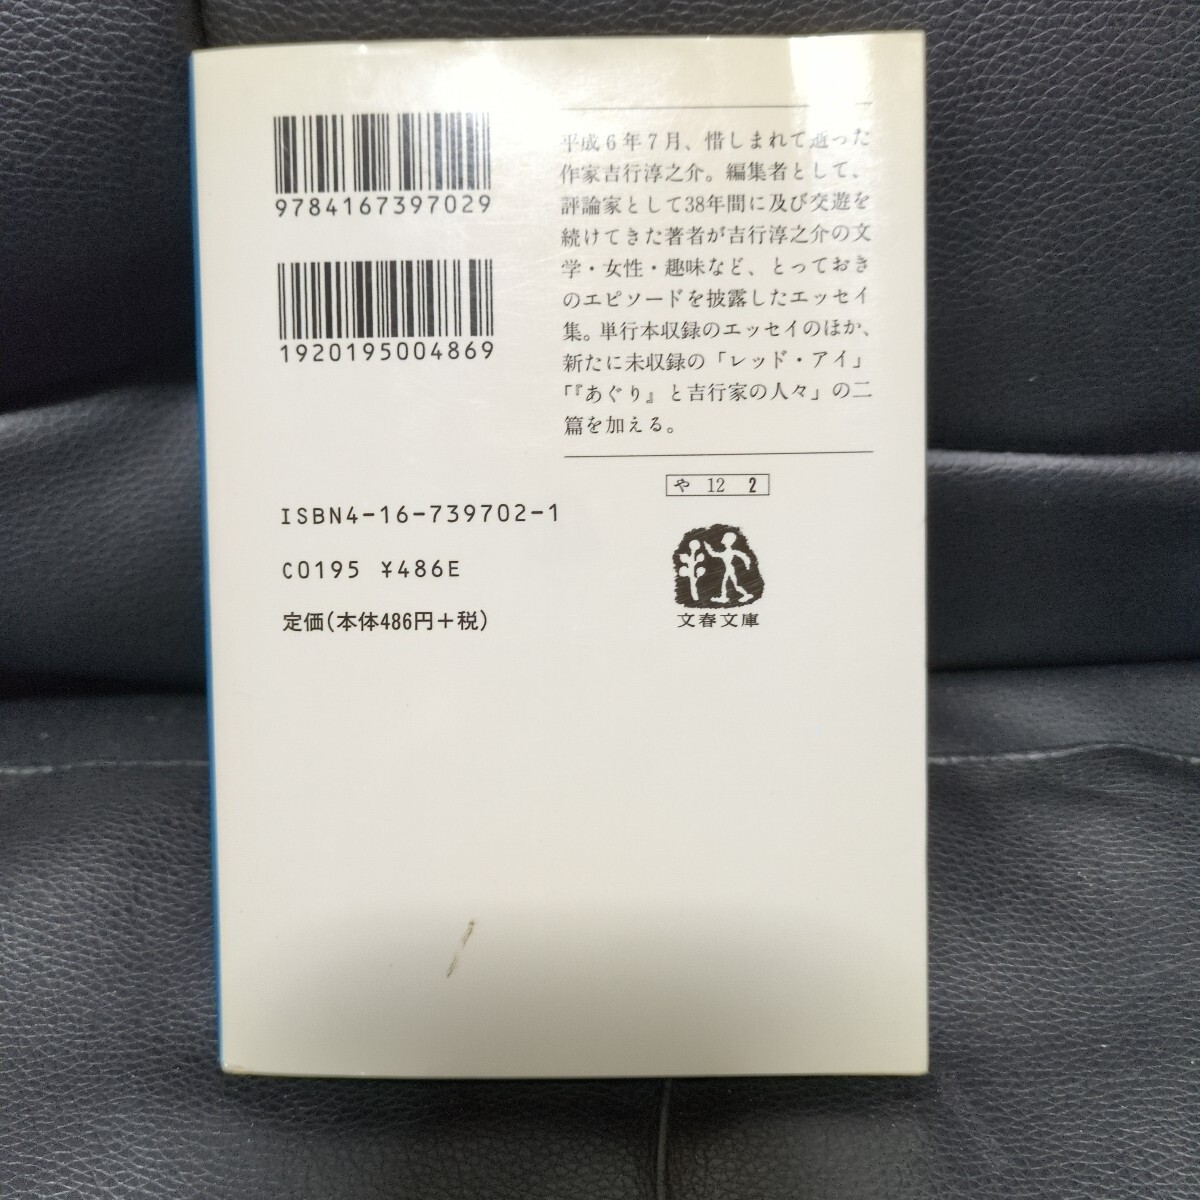 9784167397029
1920195004869
ISBN4-16-739702-1
C0195 ¥486E
定価(本体486円+税)
平成6年7月、惜しまれて逝った
作家吉行淳之介。編集者として、
評論家として38年間に及び交遊を
続けてきた著者が吉行淳之介の文
学・女性・趣味など、とっておき
のエピソードを披露したエッセイ
集。単行本収録のエッセイのほか、
新たに未収録の「レッド・アイ」
「『あぐり』と吉行家の人々」の二
篇を加える。
や 12 2
文春文庫